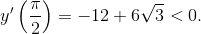 y′(π/2) = −12 + 6√3 < 0.